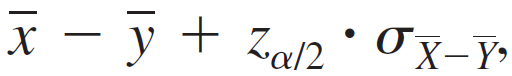 x̅ − y̅ + z_{α/2} · σ_{X̅−Y̅},